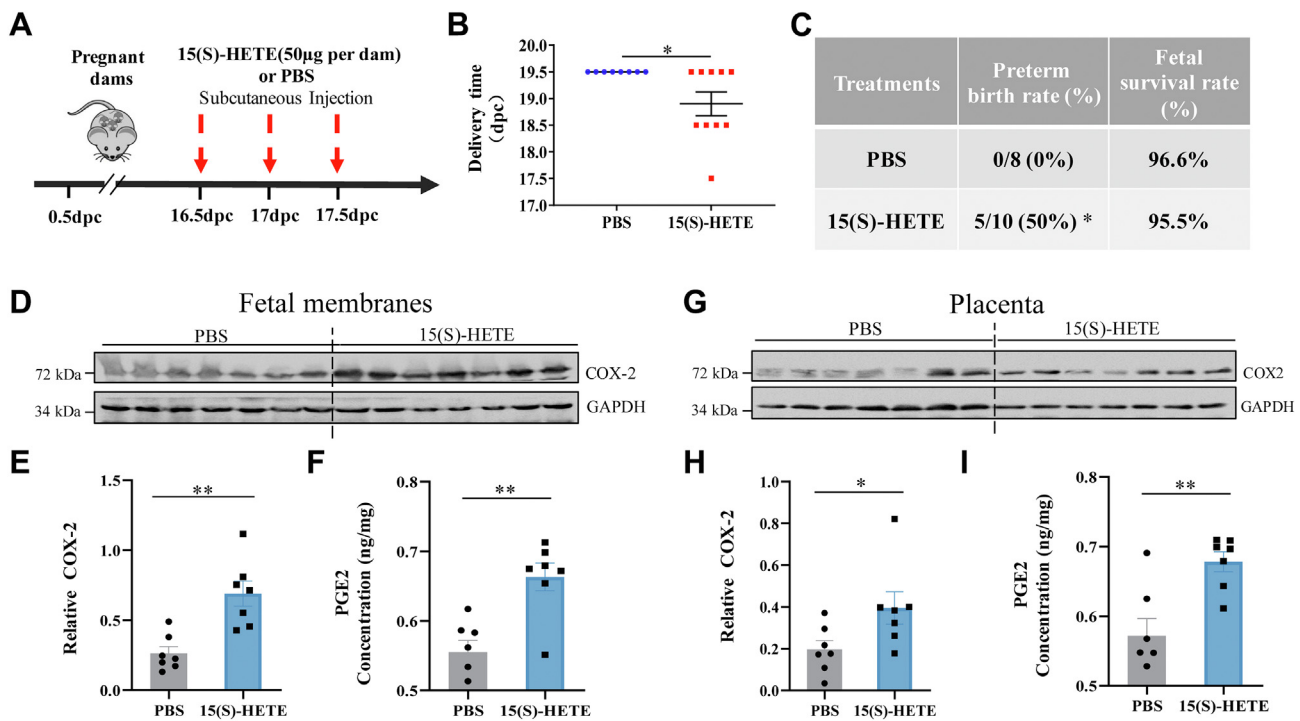 A
Pregnant
dams
15(S)-HETE(50μg per dam)
or PBS
Subcutaneous Injection
0.5dpc
16.5dpc
17dpc
17.5dpc
B
Delivery time
(dpc)
20.0
19.5
19.0
18.5
18.0
17.5
17.0
*
PBS
15(S)-HETE
C
Treatments
Preterm
birth rate (%)
Fetal
survival rate
(%)
PBS
0/8 (0%)
96.6%
15(S)-HETE
5/10 (50%) *
95.5%
D
Fetal membranes
PBS
15(S)-HETE
72 kDa
COX-2
34 kDa
GAPDH
G
Placenta
PBS
15(S)-HETE
72 kDa
COX2
34 kDa
GAPDH
E
Relative COX-2
1.5
1.0
0.5
0.0
**
PBS
15(S)-HETE
F
PGE2
Concentration (ng/mg)
0.8
0.7
0.6
0.5
**
PBS
15(S)-HETE
H
Relative COX-2
1.0
0.8
0.6
0.4
0.2
0.0
*
PBS
15(S)-HETE
I
PGE2
Concentration (ng/mg)
0.8
0.7
0.6
0.5
**
PBS
15(S)-HETE